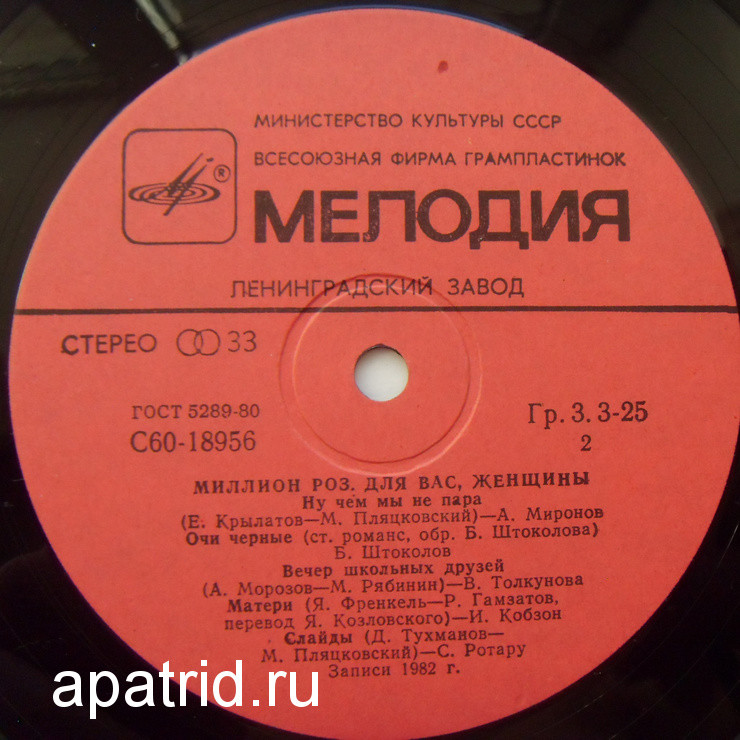 МИНИСТЕРСТВО КУЛЬТУРЫ СССР
ВСЕСОЮЗНАЯ ФИРМА ГРАМПЛАСТИНОК
®
МЕЛОДИЯ
ЛЕНИНГРАДСКИЙ ЗАВОД
СТЕРЕО 33
ГОСТ 5289-80
Гр. 3. 3-25
С60-18956
2
МИЛЛИОН РОЗ. ДЛЯ ВАС, ЖЕНЩИНЫ
Ну чем мы не пара
(Е. Крылатов—М. Пляцковский)—А. Миронов
Очи черные (ст. романс, обр. Б. Штоколова)
Б. Штоколов
Вечер школьных друзей
(А. Морозов—М. Рябинин)—В. Толкунова
Матери (Я. Френкель—Р. Гамзатов,
перевод Я. Козловского)—И. Кобзон
Слайды (Д. Тухманов—
М. Пляцковский)—С. Ротару
Записи 1982 г.
apatrid.ru